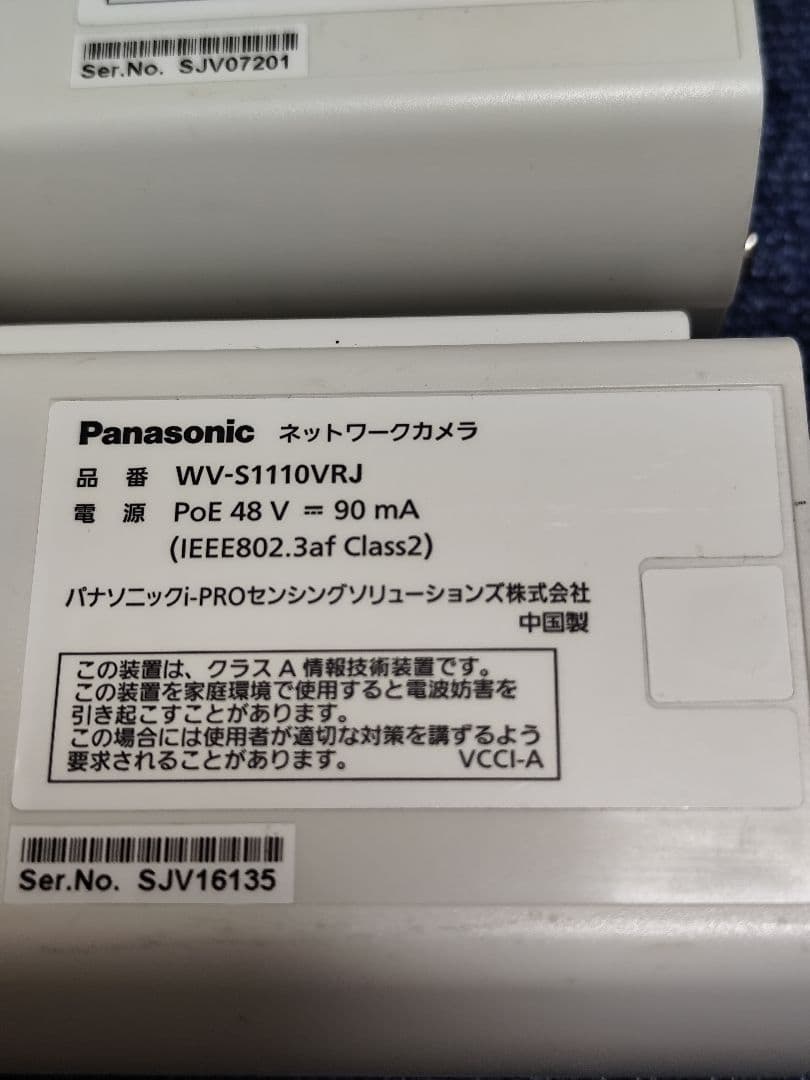 Ser.No. SJV07201
Panasonic ネットワークカメラ
品 番 WV-S1110VRJ
電 源 PoE 48 V ⎓ 90 mA
(IEEE802.3af Class2)
パナソニックi-PROセンシングソリューションズ株式会社
中国製
この装置は、クラス A 情報技術装置です。
この装置を家庭環境で使用すると電波妨害を
引き起こすことがあります。
この場合には使用者が適切な対策を講ずるよう
要求されることがあります。 VCCI-A
Ser.No. SJV16135